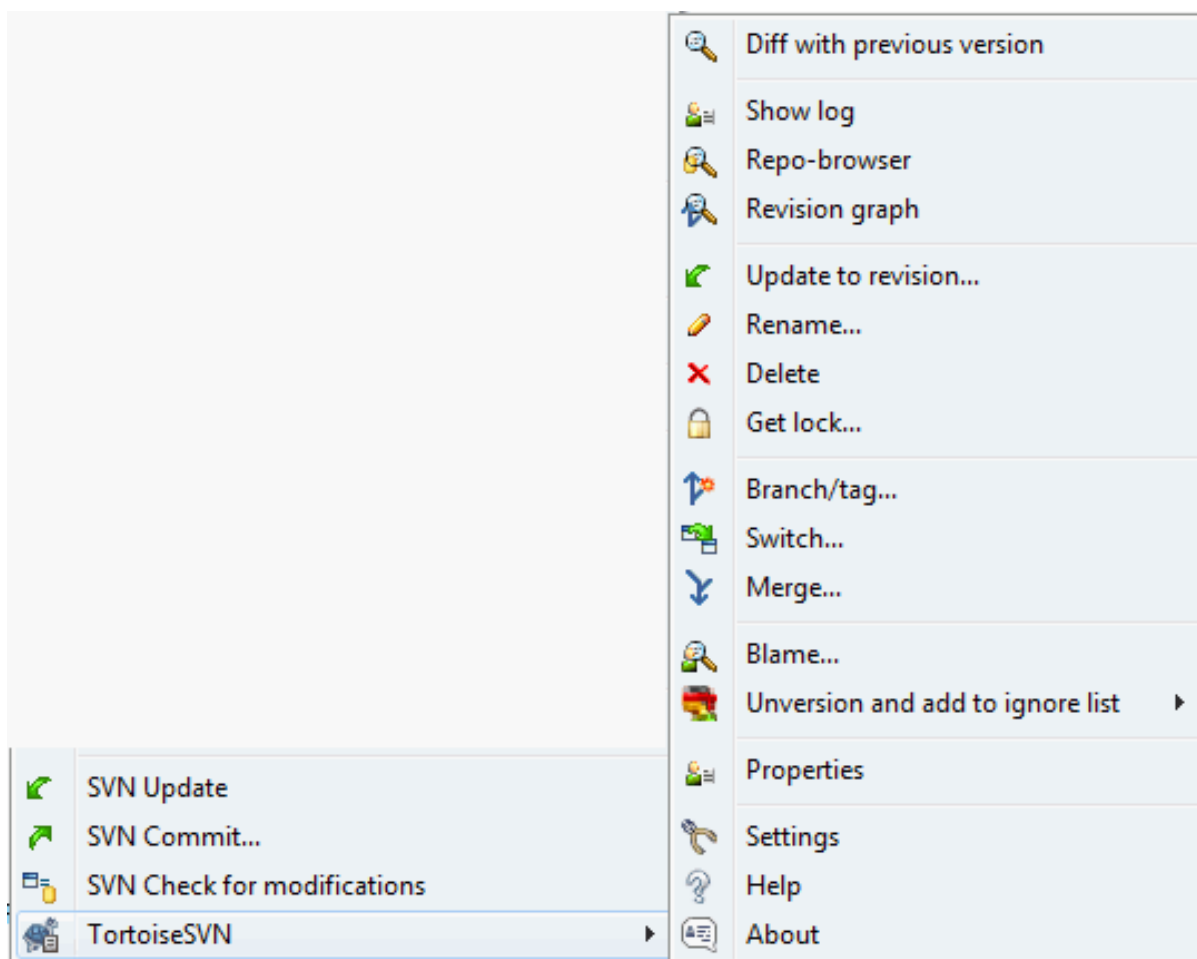 Diff with previous version
Show log
Repo-browser
Revision graph
Update to revision...
Rename...
Delete
Get lock...
Branch/tag...
Switch...
Merge...
Blame...
Unversion and add to ignore list
Properties
Settings
Help
About
SVN Update
SVN Commit...
SVN Check for modifications
TortoiseSVN